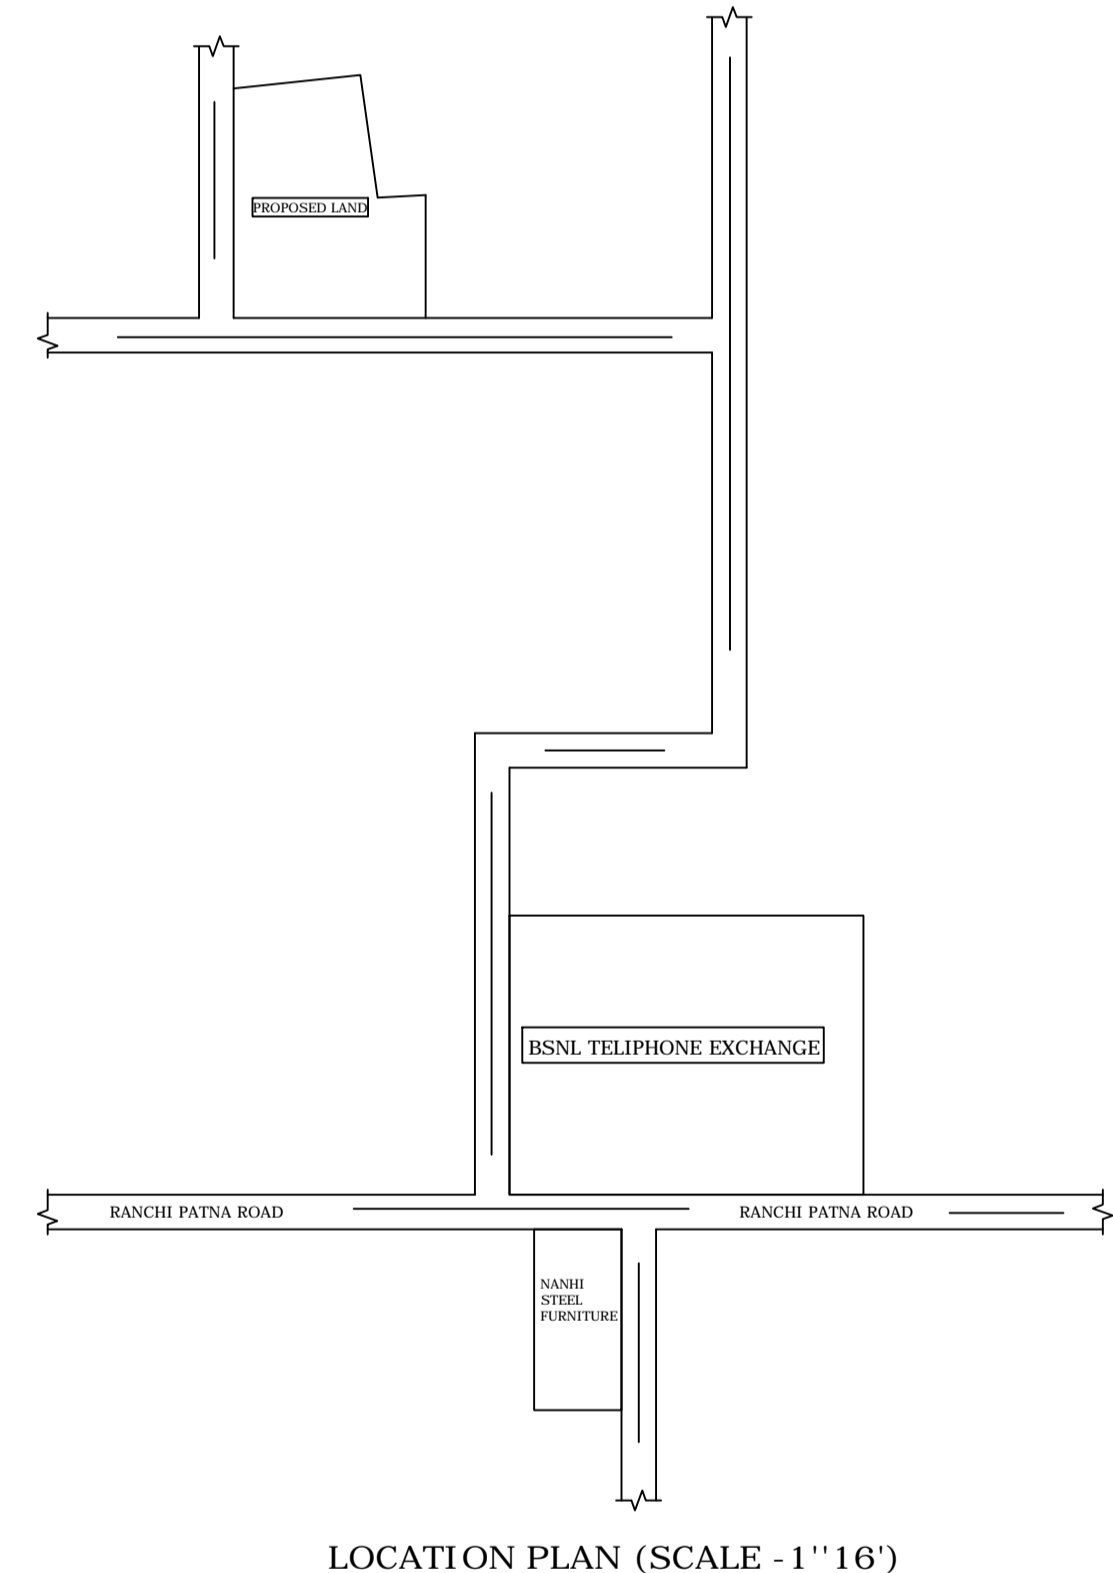 PROPOSED LAND
BSNL TELIPHONE EXCHANGE
RANCHI PATNA ROAD
RANCHI PATNA ROAD
NANHI
STEEL
FURNITURE
LOCATION PLAN (SCALE -1''16')